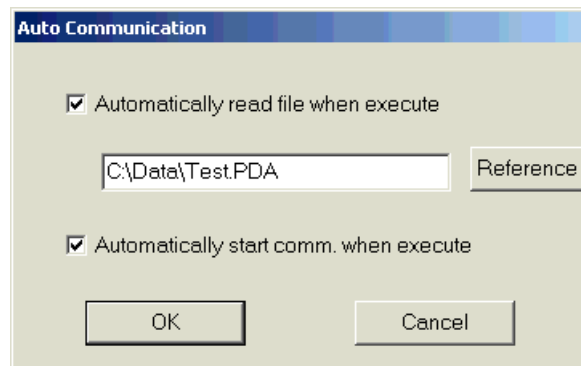 Auto Communication
Automatically read file when execute
C:\Data\Test.PDA
Reference
Automatically start comm. when execute
OK
Cancel